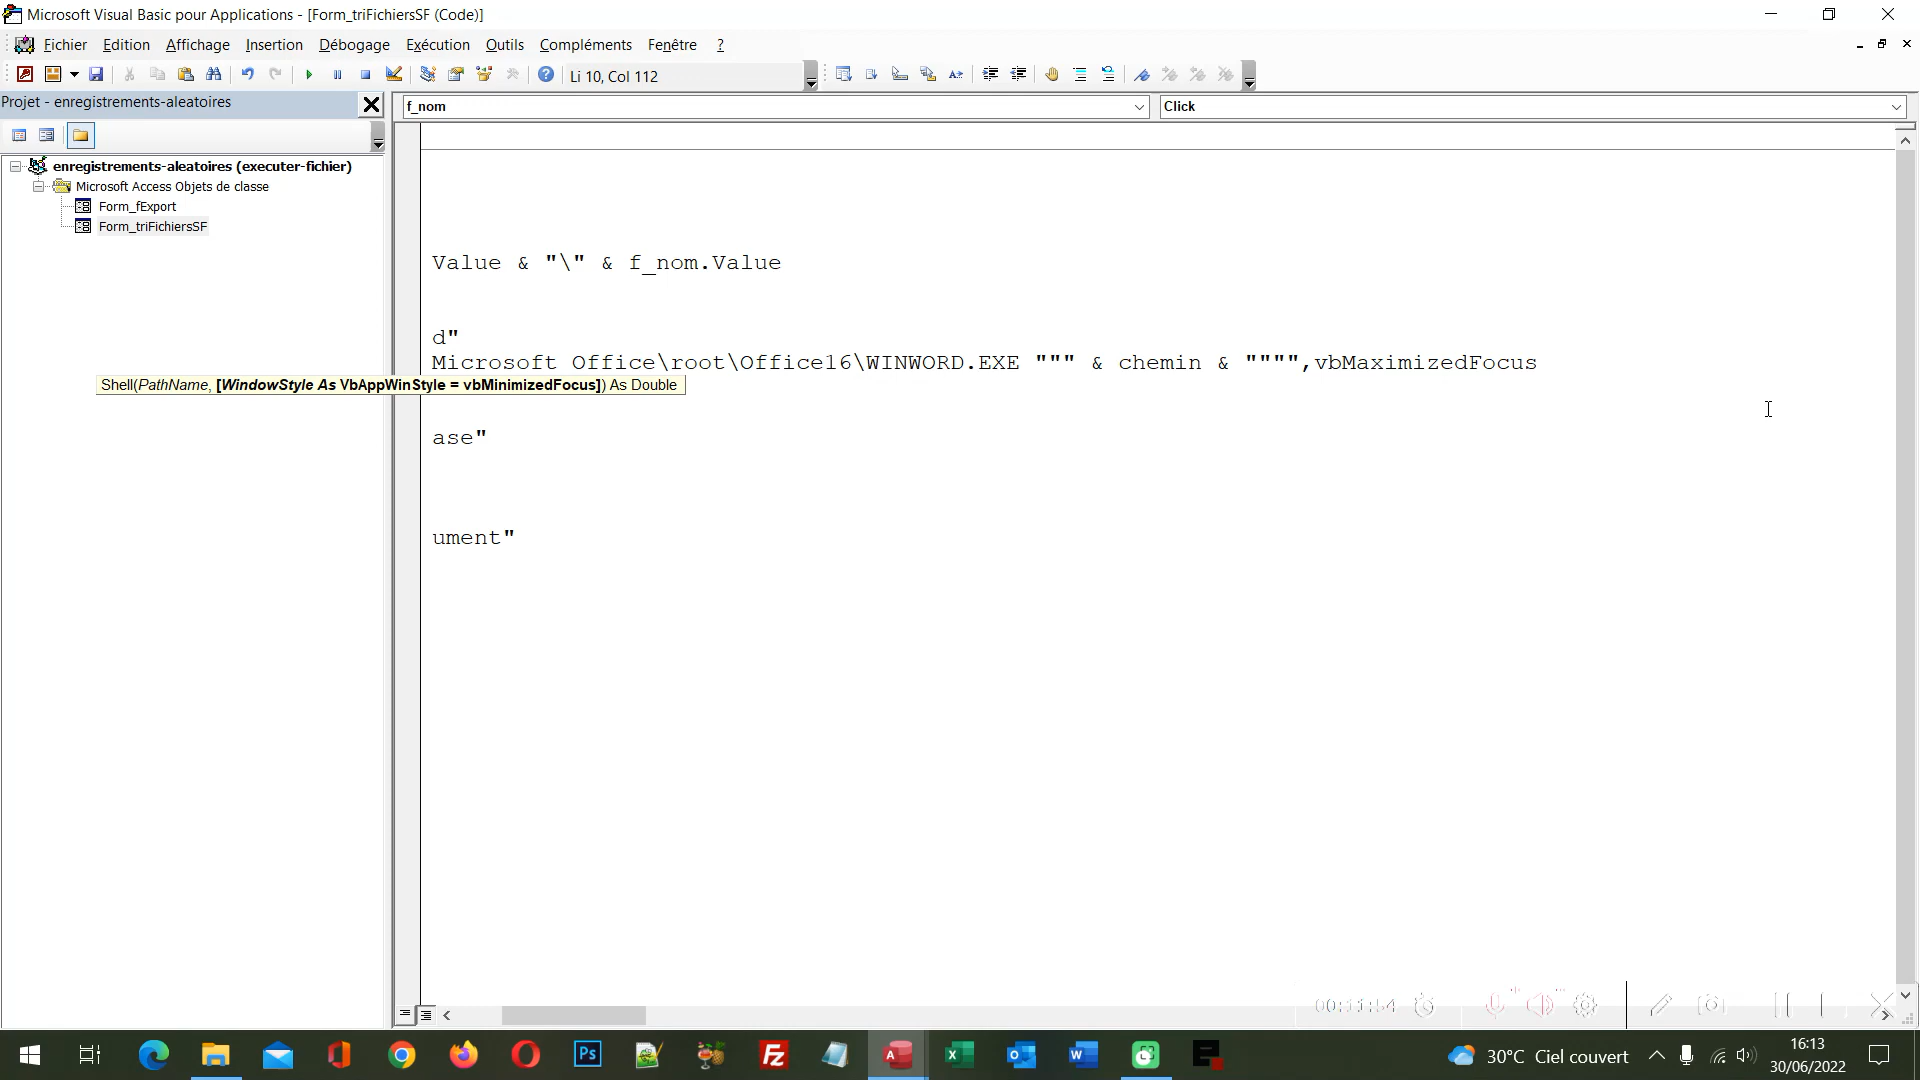 Microsoft Visual Basic pour Applications - [Form_triFichiersSF (Code)]
Fichier Edition Affichage Insertion Débogage Exécution Outils Compléments Fenêtre ?
Li 10, Col 112
Projet - enregistrements-aleatoires
f_nom
Click
enregistrements-aleatoires (executer-fichier)
Microsoft Access Objets de classe
Form_fExport
Form_triFichiersSF
Value & "\" & f_nom.Value
d"
Microsoft Office\root\Office16\WINWORD.EXE """ & chemin & """",vbMaximizedFocus
Shell(PathName, [WindowStyle As VbAppWinStyle = vbMinimizedFocus]) As Double
ase"
ument"
00:11:54
30°C Ciel couvert
16:13
30/06/2022